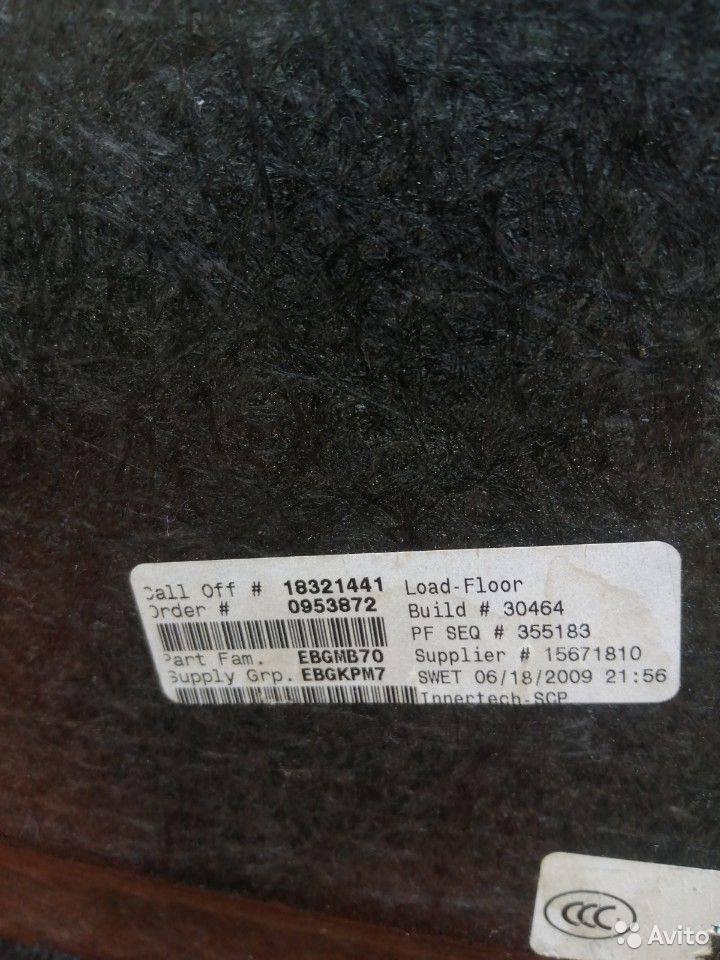 Call Off # 18321441
Order # 0953872
Part Fam. EBGMB70
Supply Grp. EBGKPM7
Load-Floor
Build # 30464
PF SEQ # 355183
Supplier # 15671810
SWET 06/18/2009 21:56
Innertech-SCP
CCC
Avito